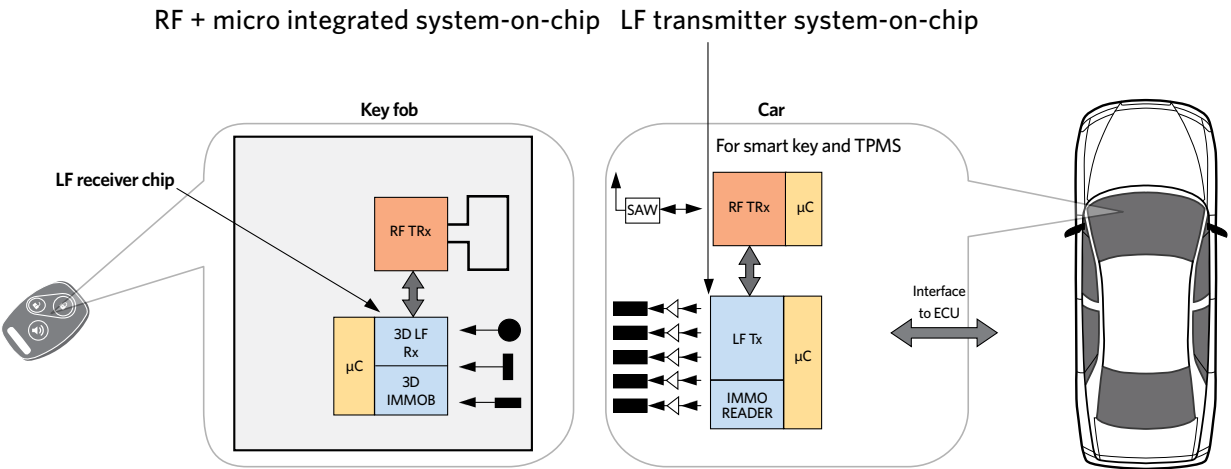 RF + micro integrated system-on-chip
LF transmitter system-on-chip
Key fob
Car
For smart key and TPMS
LF receiver chip
SAW
RF TRx
µC
RF TRx
Interface
to ECU
3D LF
Rx
µC
3D
IMMOB
LF Tx
µC
IMMO
READER